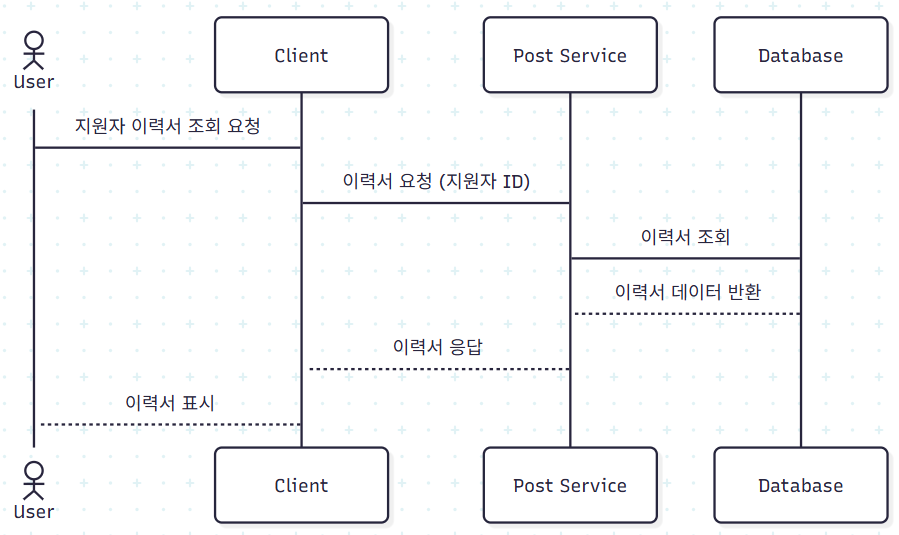 User
Client
Post Service
Database
지원자 이력서 조회 요청
이력서 요청 (지원자 ID)
이력서 조회
이력서 데이터 반환
이력서 응답
이력서 표시
User
Client
Post Service
Database